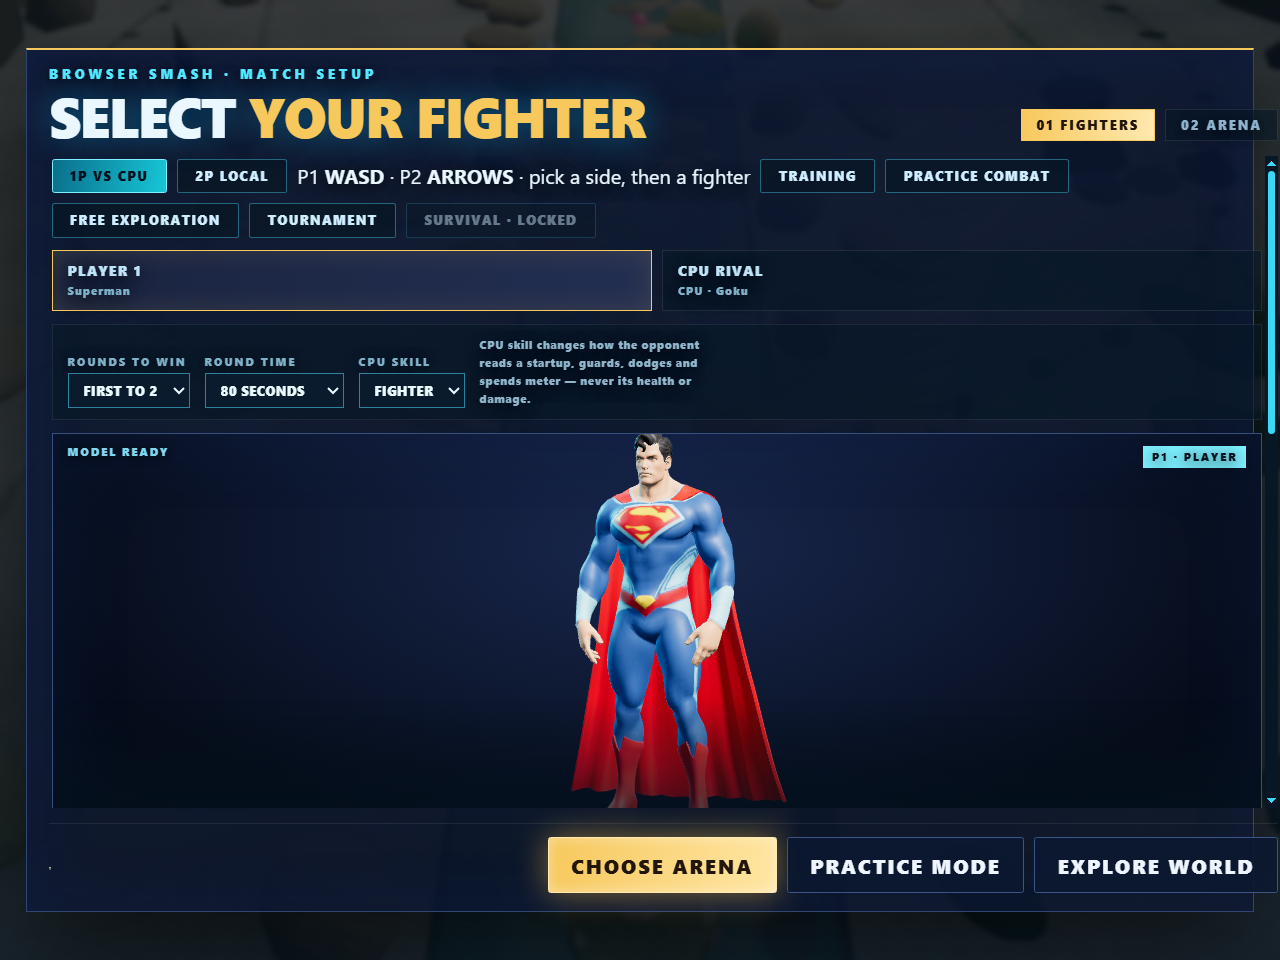 BROWSER SMASH · MATCH SETUP
SELECT YOUR FIGHTER
01 FIGHTERS
02 ARENA
1P VS CPU
2P LOCAL
P1 WASD · P2 ARROWS · pick a side, then a fighter
TRAINING
PRACTICE COMBAT
FREE EXPLORATION
TOURNAMENT
SURVIVAL · LOCKED
PLAYER 1
Superman
CPU RIVAL
CPU · Goku
ROUNDS TO WIN
FIRST TO 2
ROUND TIME
80 SECONDS
CPU SKILL
FIGHTER
CPU skill changes how the opponent
reads a startup, guards, dodges and
spends meter — never its health or
damage.
MODEL READY
P1 · PLAYER
CHOOSE ARENA
PRACTICE MODE
EXPLORE WORLD